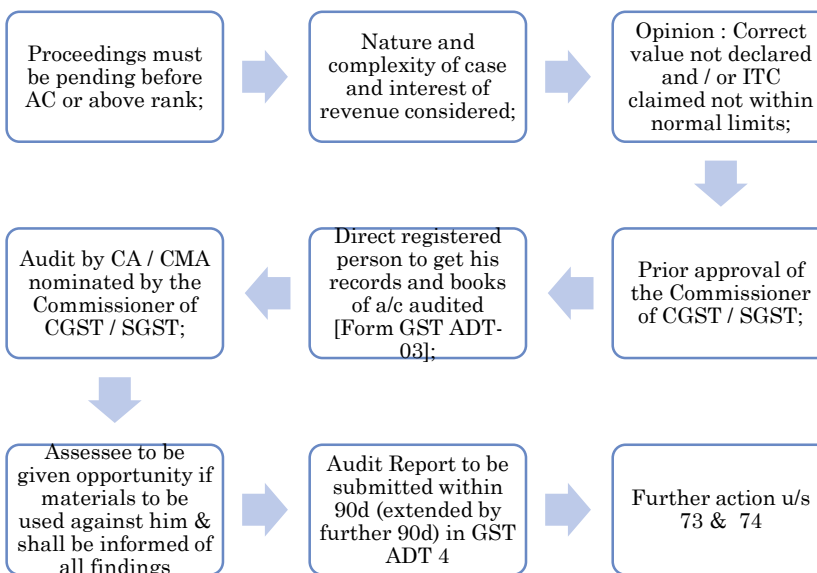 Proceedings must
be pending before
AC or above rank;
Nature and
complexity of case
and interest of
revenue considered;
Opinion : Correct
value not declared
and / or ITC
claimed not within
normal limits;
Prior approval of
the Commissioner
of CGST / SGST;
Direct registered
person to get his
records and books
of a/c audited
[Form GST ADT-
03];
Audit by CA / CMA
nominated by the
Commissioner of
CGST / SGST;
Assessee to be
given opportunity if
materials to be
used against him &
shall be informed of
all findings
Audit Report to be
submitted within
90d (extended by
further 90d) in GST
ADT 4
Further action u/s
73 & 74